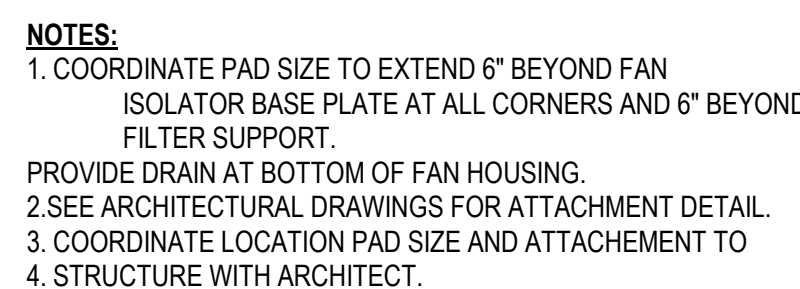 NOTES:
1. COORDINATE PAD SIZE TO EXTEND 6" BEYOND FAN
ISOLATOR BASE PLATE AT ALL CORNERS AND 6" BEYOND
FILTER SUPPORT.
PROVIDE DRAIN AT BOTTOM OF FAN HOUSING.
2.SEE ARCHITECTURAL DRAWINGS FOR ATTACHMENT DETAIL.
3. COORDINATE LOCATION PAD SIZE AND ATTACHEMENT TO
4. STRUCTURE WITH ARCHITECT.